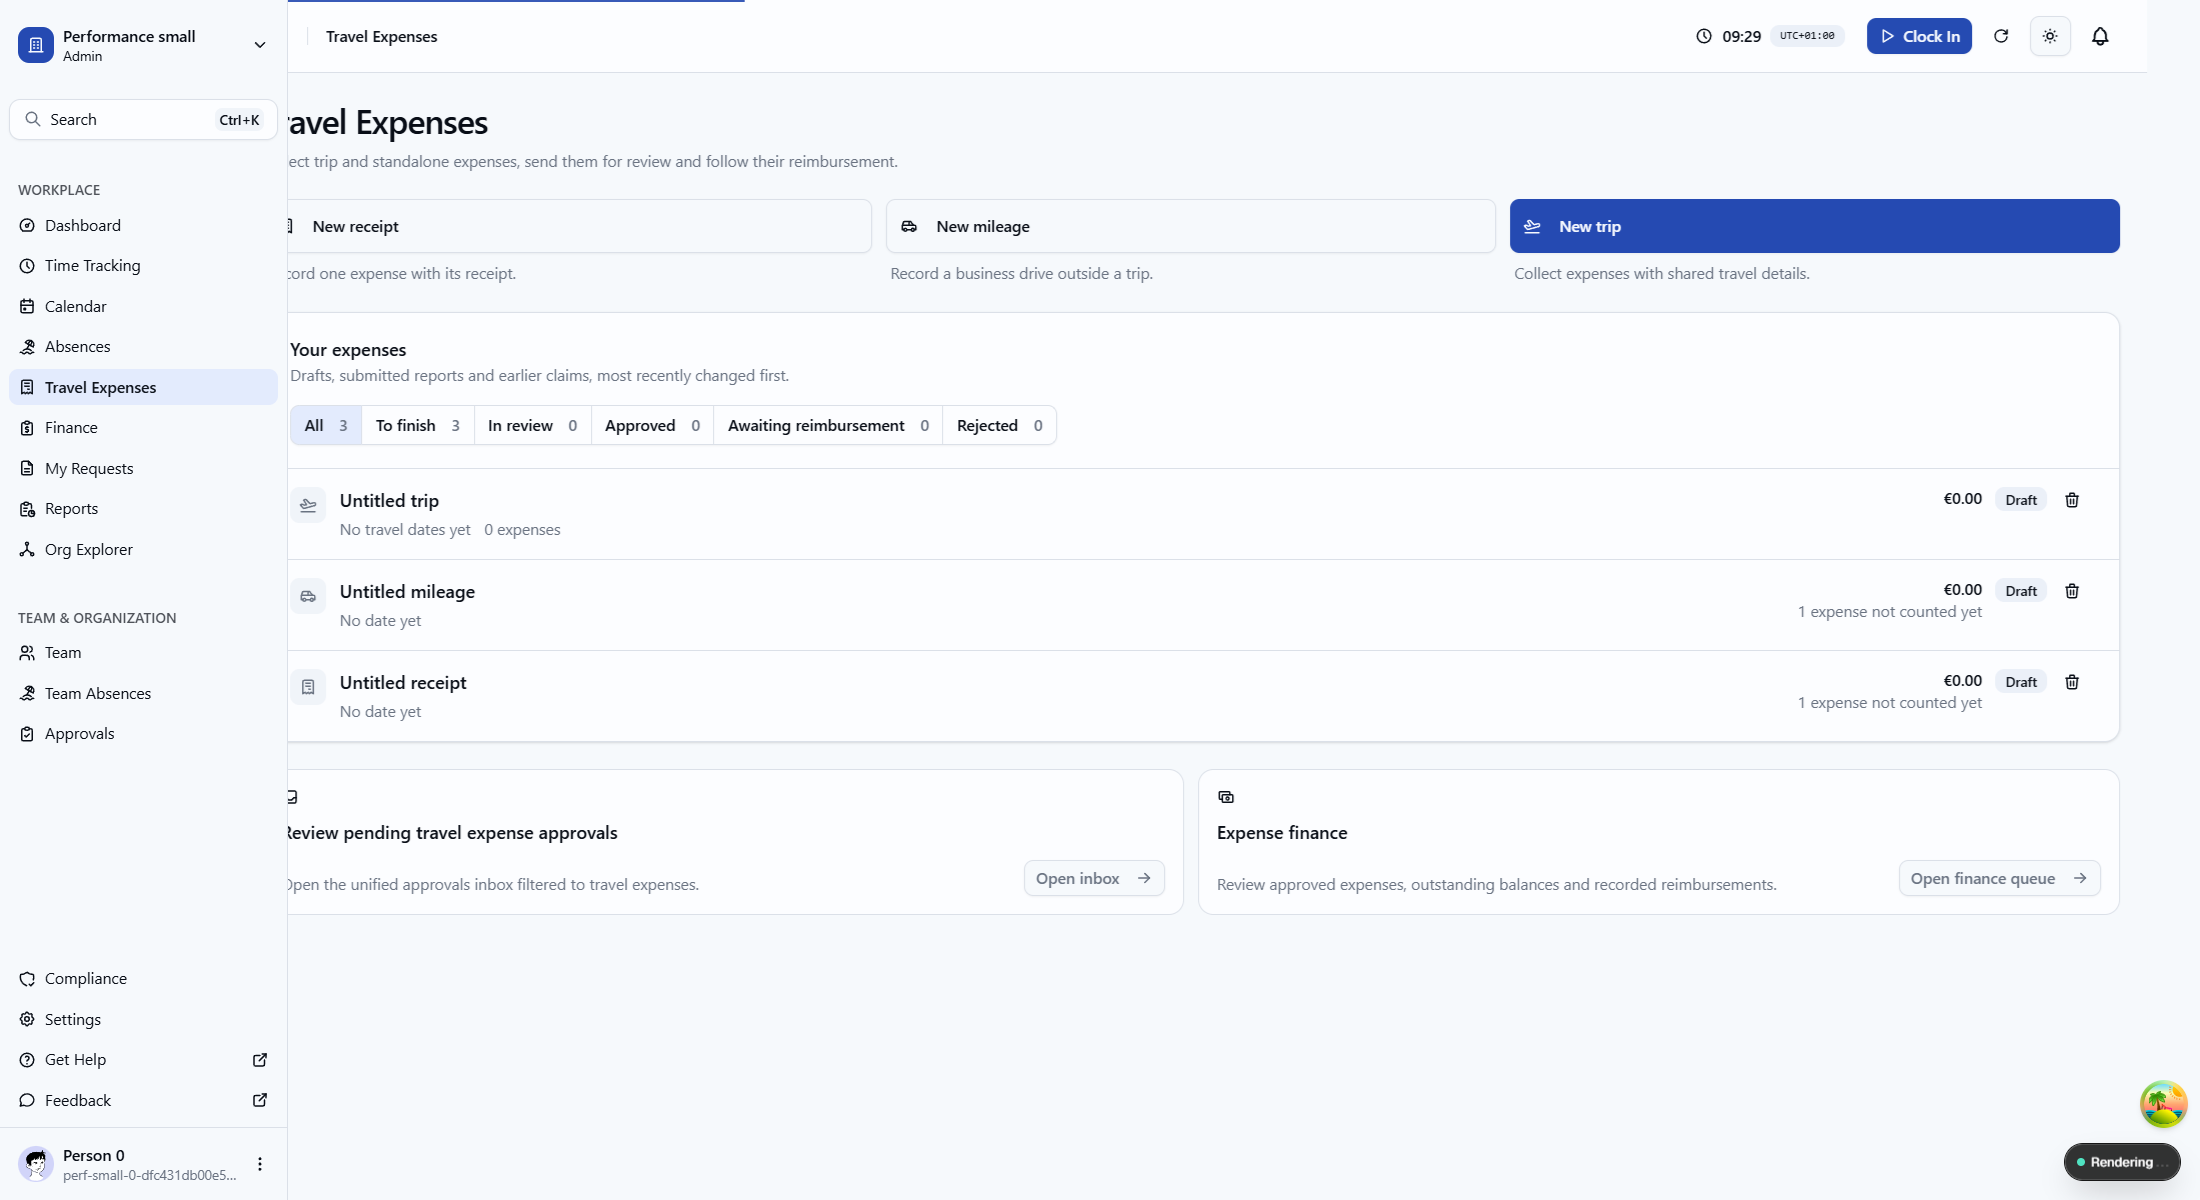 Performance small
Admin
Search Ctrl+K
WORKPLACE
Dashboard
Time Tracking
Calendar
Absences
Travel Expenses
Finance
My Requests
Reports
Org Explorer
TEAM & ORGANIZATION
Team
Team Absences
Approvals
Compliance
Settings
Get Help
Feedback
Person 0
perf-small-0-dfc431db00e5...
Travel Expenses
09:29 UTC+01:00 Clock In
ravel Expenses
ect trip and standalone expenses, send them for review and follow their reimbursement.
New receipt
cord one expense with its receipt.
New mileage
Record a business drive outside a trip.
New trip
Collect expenses with shared travel details.
Your expenses
Drafts, submitted reports and earlier claims, most recently changed first.
All 3 To finish 3 In review 0 Approved 0 Awaiting reimbursement 0 Rejected 0
Untitled trip €0.00 Draft
No travel dates yet 0 expenses
Untitled mileage €0.00 Draft
No date yet 1 expense not counted yet
Untitled receipt €0.00 Draft
No date yet 1 expense not counted yet
Review pending travel expense approvals
Open the unified approvals inbox filtered to travel expenses.
Open inbox
Expense finance
Review approved expenses, outstanding balances and recorded reimbursements.
Open finance queue
Rendering...